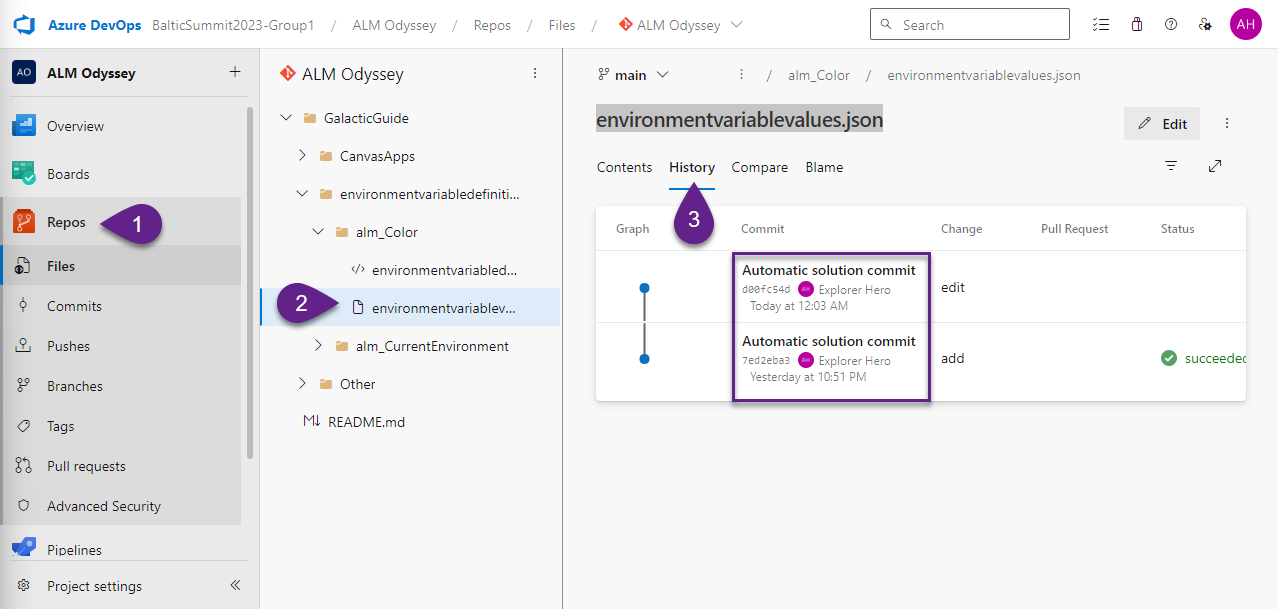 Azure DevOps BalticSummit2023-Group1 / ALM Odyssey / Repos / Files / ALM Odyssey
Search
AH
AO ALM Odyssey +
Overview
Boards
Repos
1
Files
Commits
Pushes
Branches
Tags
Pull requests
Advanced Security
Pipelines
Project settings
ALM Odyssey
GalacticGuide
CanvasApps
environmentvariabledefiniti...
alm_Color
</> environmentvariabled...
2
environmentvariablev...
alm_CurrentEnvironment
Other
M↓ README.md
main / alm_Color / environmentvariablevalues.json
environmentvariablevalues.json
Edit
Contents History Compare Blame
3
Graph Commit Change Pull Request Status
Automatic solution commit
d00fc54d AH Explorer Hero
Today at 12:03 AM
edit
Automatic solution commit
7ed2eba3 AH Explorer Hero
Yesterday at 10:51 PM
add
succeeded